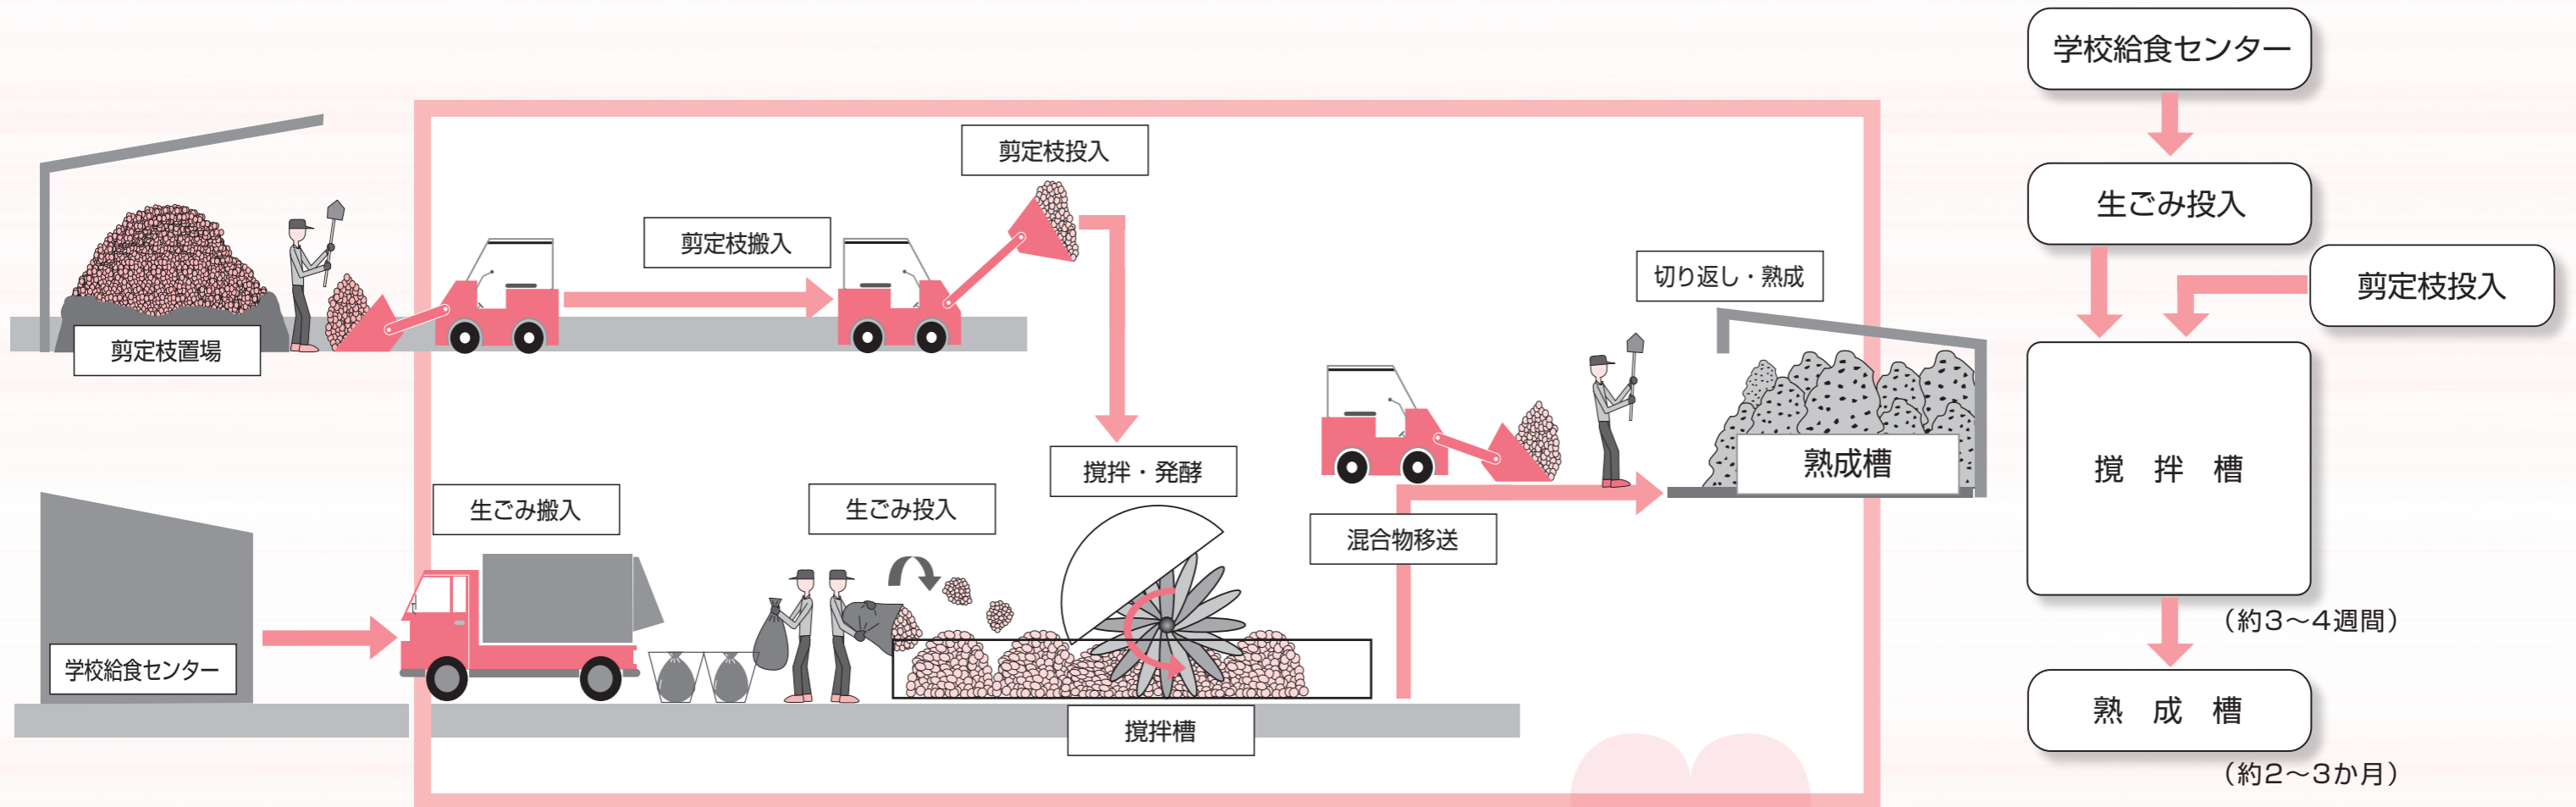 剪定枝投入
剪定枝搬入
剪定枝置場
切り返し・熟成
熟成槽
撹拌・発酵
生ごみ搬入
生ごみ投入
混合物移送
学校給食センター
撹拌槽
学校給食センター
生ごみ投入
剪定枝投入
撹 拌 槽
（約3～4週間）
熟 成 槽
（約2～3か月）